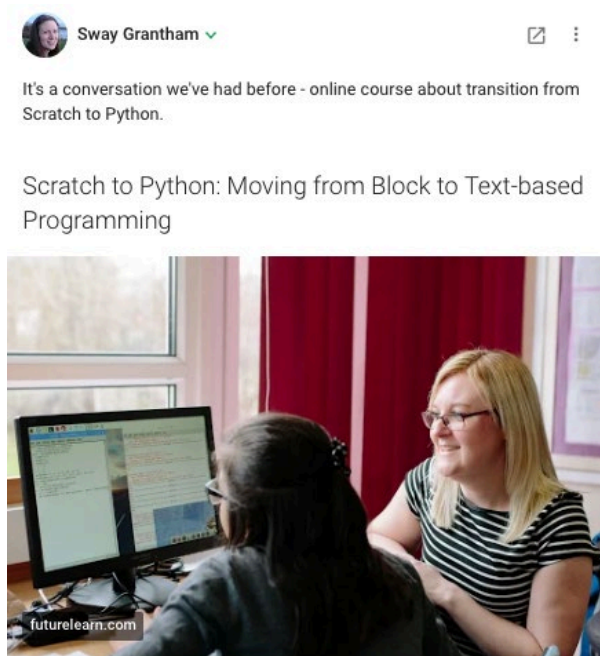 Sway Grantham
It's a conversation we've had before - online course about transition from
Scratch to Python.
Scratch to Python: Moving from Block to Text-based
Programming
futurelearn.com